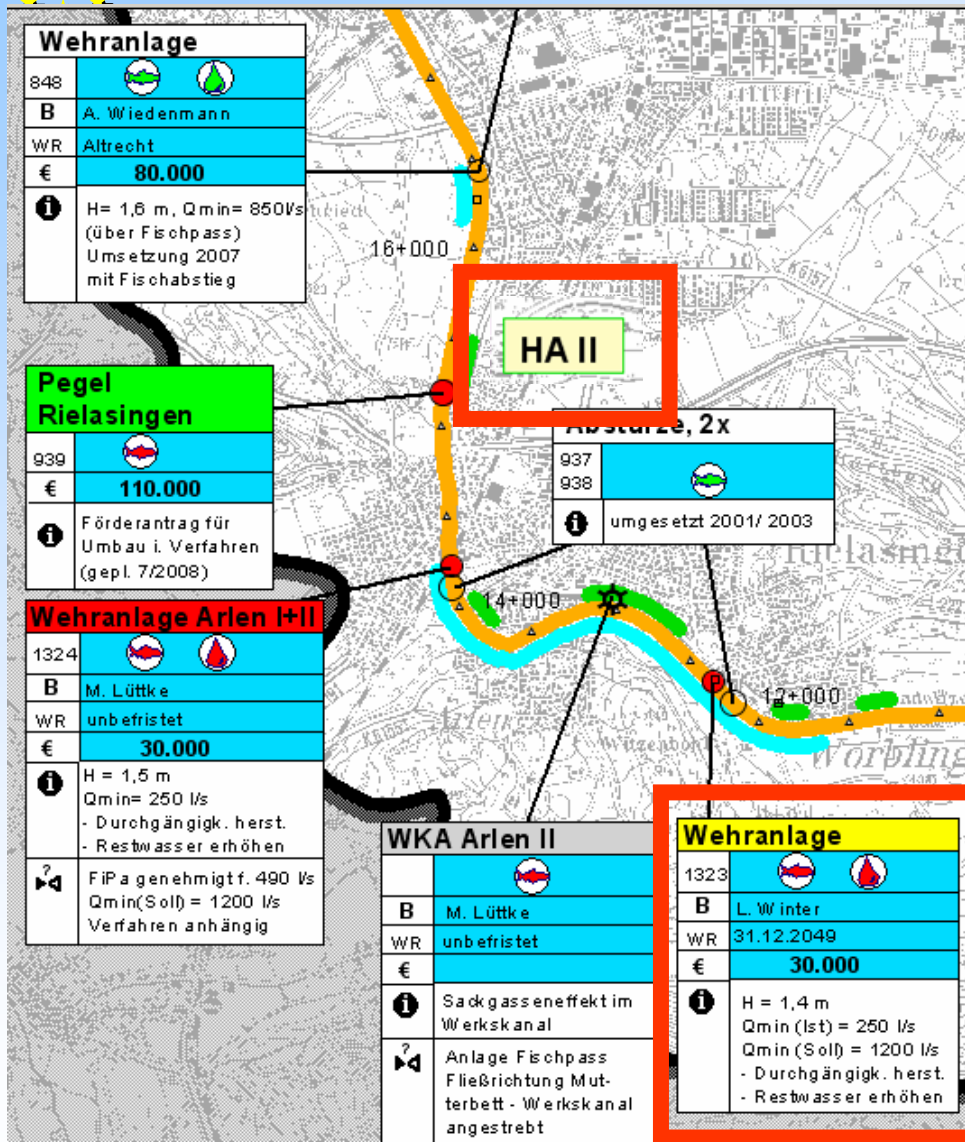 Wehranlage
848
B A. Wiedenmann
WR Altrecht
€ 80.000
H= 1,6 m, Qmin= 850l/s
(über Fischpass)
Umsetzung 2007
mit Fischabstieg
16+000
HA II
Pegel
Rielasingen
939
€ 110.000
Förderantrag für
Umbau i. Verfahren
(gepl. 7/2008)
Abstürze, 2x
937
938
umgesetzt 2001/ 2003
14+000
12+000
Arlen
Wehranlage Arlen I+II
1324
B M. Lüttke
WR unbefristet
€ 30.000
H = 1,5 m
Qmin= 250 l/s
- Durchgängigk. herst.
- Restwasser erhöhen
? FiPa genehmigt f. 490 l/s
Qmin(Soll) = 1200 l/s
Verfahren anhängig
WKA Arlen II
B M. Lüttke
WR unbefristet
€
Sackgasseneffekt im
Werkskanal
? Anlage Fischpass
Fließrichtung Mut-
terbett - Werkskanal
angestrebt
Wehranlage
1323
B L. Winter
WR 31.12.2049
€ 30.000
H = 1,4 m
Qmin (Ist) = 250 l/s
Qmin (Soll) = 1200 l/s
- Durchgängigk. herst.
- Restwasser erhöhen